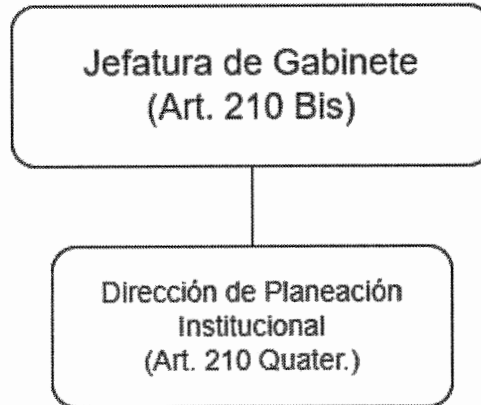 Jefatura de Gabinete
(Art. 210 Bis)
Dirección de Planeación
Institucional
(Art. 210 Quater.)